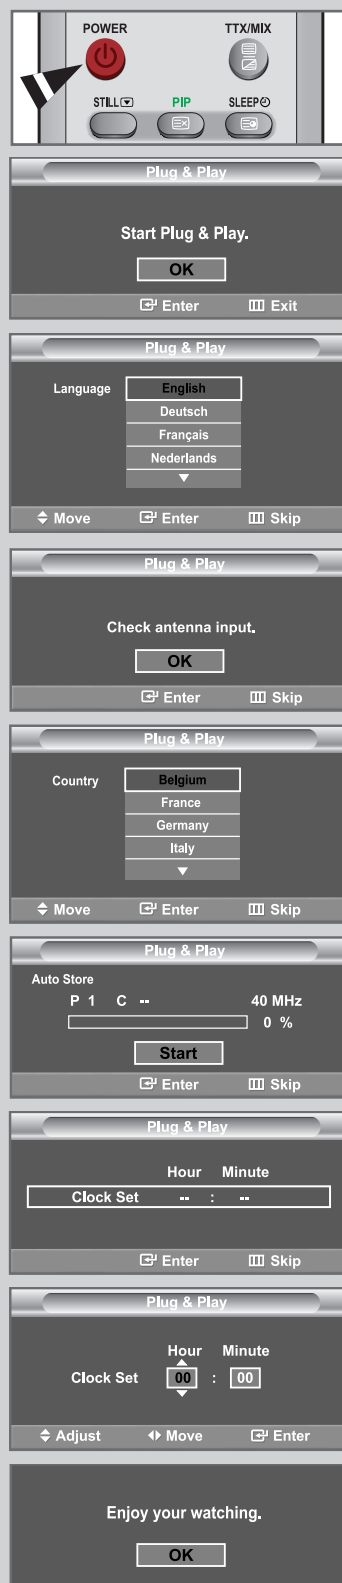 POWER TTX/MIX
STILL PIP SLEEP
Plug & Play
Start Plug & Play.
OK
Enter Exit
Plug & Play
Language English
Deutsch
Français
Nederlands
Move Enter Skip
Plug & Play
Check antenna input.
OK
Enter Skip
Plug & Play
Country Belgium
France
Germany
Italy
Move Enter Skip
Plug & Play
Auto Store
P 1 C -- 40 MHz
0 %
Start
Enter Skip
Plug & Play
Hour Minute
Clock Set -- : --
Enter Skip
Plug & Play
Hour Minute
Clock Set 00 : 00
Adjust Move Enter
Enjoy your watching.
OK